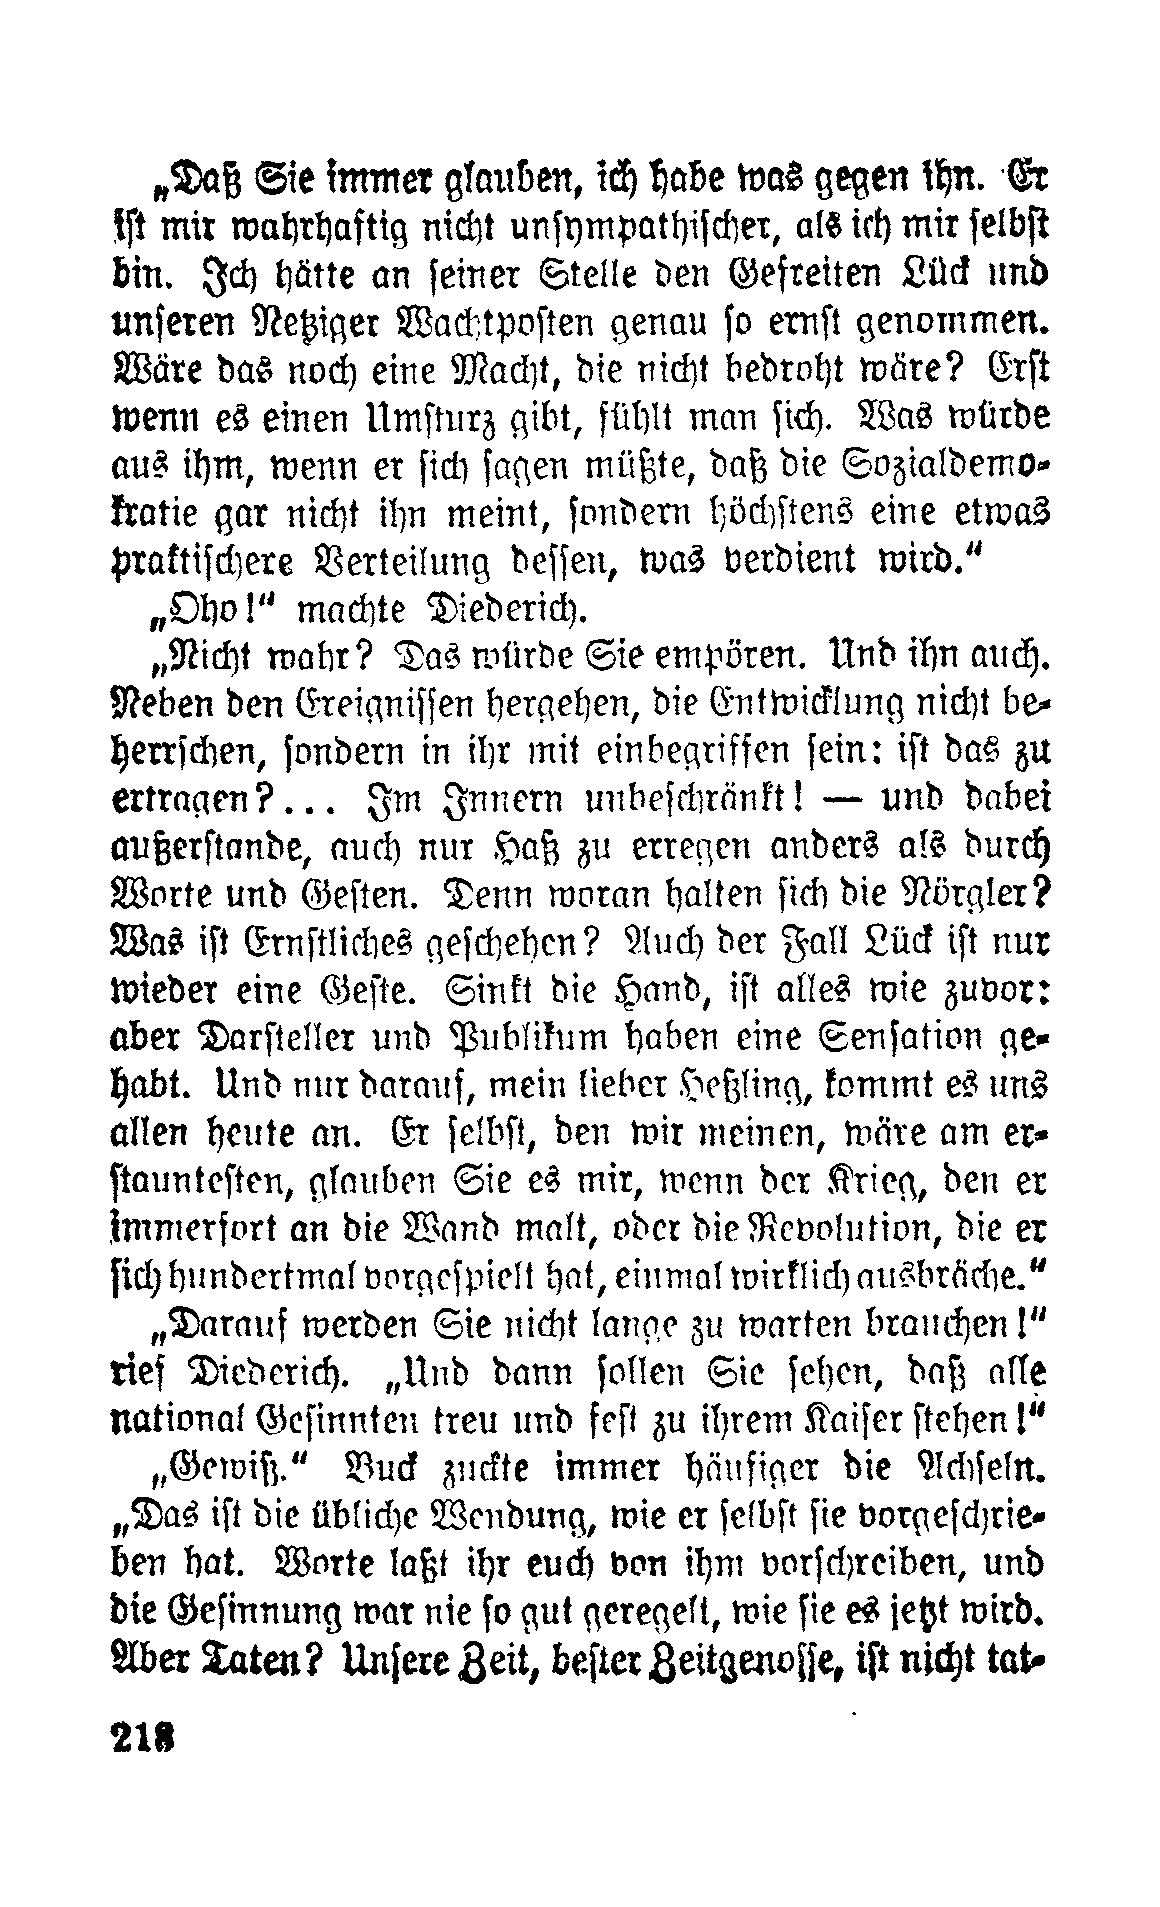 „Daß Sie immer glauben, ich habe was gegen ihn. Er
ist mir wahrhaftig nicht unsympathischer, als ich mir selbst
bin. Ich hätte an seiner Stelle den Gefreiten Lück und
unseren Netziger Wachtposten genau so ernst genommen.
Wäre das noch eine Macht, die nicht bedroht wäre? Erst
wenn es einen Umsturz gibt, fühlt man sich. Was würde
aus ihm, wenn er sich sagen müßte, daß die Sozialdemo-
kratie gar nicht ihn meint, sondern höchstens eine etwas
praktischere Verteilung dessen, was verdient wird.“
„Oho!“ machte Diederich.
„Nicht wahr? Das würde Sie empören. Und ihn auch.
Neben den Ereignissen hergehen, die Entwicklung nicht be-
herrschen, sondern in ihr mit einbegriffen sein: ist das zu
ertragen?... Im Innern unbeschränkt! — und dabei
außerstande, auch nur Haß zu erregen anders als durch
Worte und Gesten. Denn woran halten sich die Nörgler?
Was ist Ernstliches geschehen? Auch der Fall Lück ist nur
wieder eine Geste. Sinkt die Hand, ist alles wie zuvor:
aber Darsteller und Publikum haben eine Sensation ge-
habt. Und nur darauf, mein lieber Heßling, kommt es uns
allen heute an. Er selbst, den wir meinen, wäre am er-
stauntesten, glauben Sie es mir, wenn der Krieg, den er
immerfort an die Wand malt, oder die Revolution, die er
sich hundertmal vorgespielt hat, einmal wirklich ausbräche.“
„Darauf werden Sie nicht lange zu warten brauchen!“
rief Diederich. „Und dann sollen Sie sehen, daß alle
national Gesinnten treu und fest zu ihrem Kaiser stehen!“
„Gewiß.“ Buck zuckte immer häufiger die Achseln.
„Das ist die übliche Wendung, wie er selbst sie vorgeschrie-
ben hat. Worte laßt ihr euch von ihm vorschreiben, und
die Gesinnung war nie so gut geregelt, wie sie es jetzt wird.
Aber Taten? Unsere Zeit, bester Zeitgenosse, ist nicht tat-
218